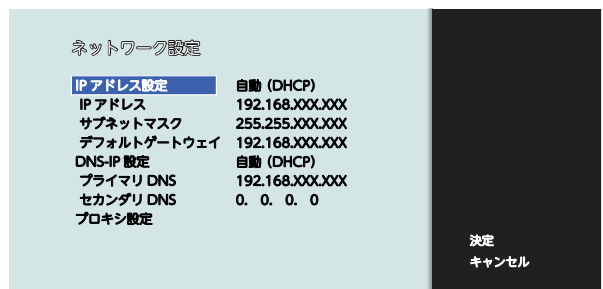 ネットワーク設定
IP アドレス設定 自動 (DHCP)
IP アドレス 192.168.XXX.XXX
サブネットマスク 255.255.XXX.XXX
デフォルトゲートウェイ 192.168.XXX.XXX
DNS-IP 設定 自動 (DHCP)
プライマリ DNS 192.168.XXX.XXX
セカンダリ DNS 0. 0. 0. 0
プロキシ設定
決定
キャンセル